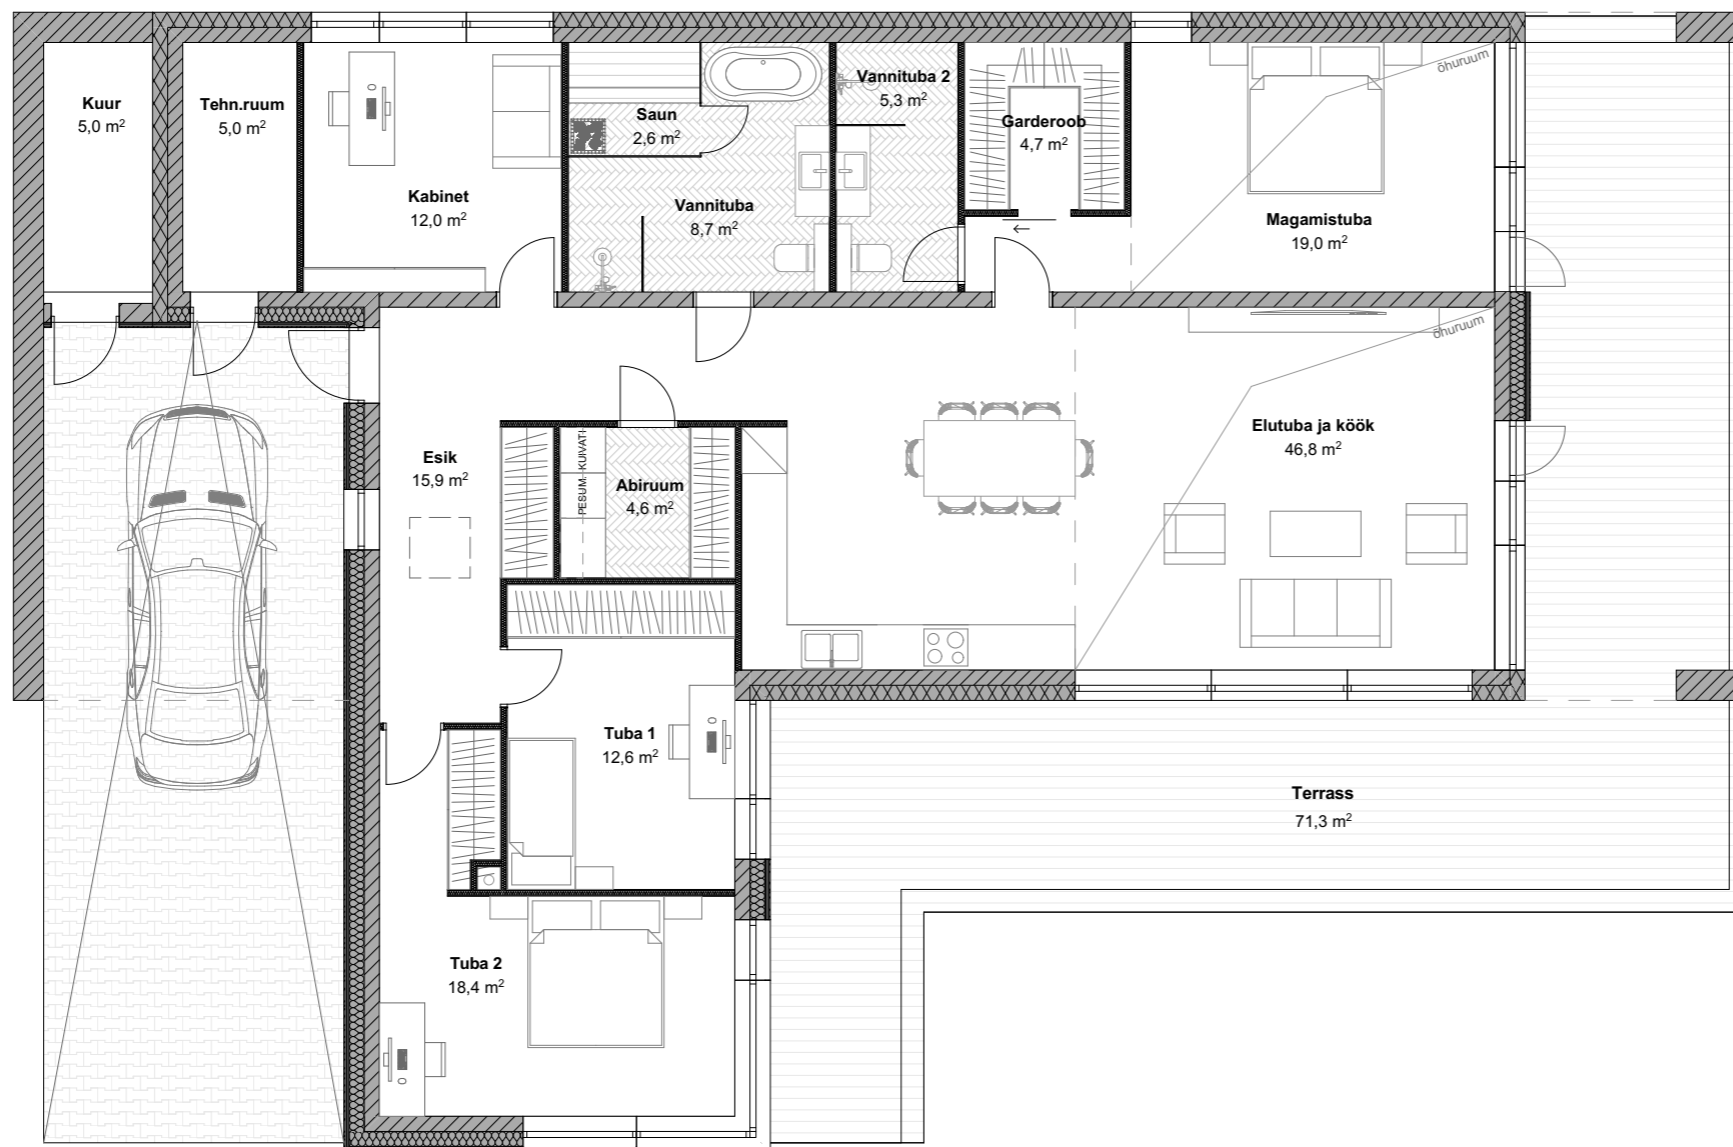 Kuur
5,0 m²
Tehn.ruum
5,0 m²
Kabinet
12,0 m²
Saun
2,6 m²
Vannituba
8,7 m²
Vannituba 2
5,3 m²
Garderoob
4,7 m²
Magamistuba
19,0 m²
õhuruum
õhuruum
Elutuba ja köök
46,8 m²
Esik
15,9 m²
PESUM. KUIVATI
Abiruum
4,6 m²
Tuba 1
12,6 m²
Terrass
71,3 m²
Tuba 2
18,4 m²